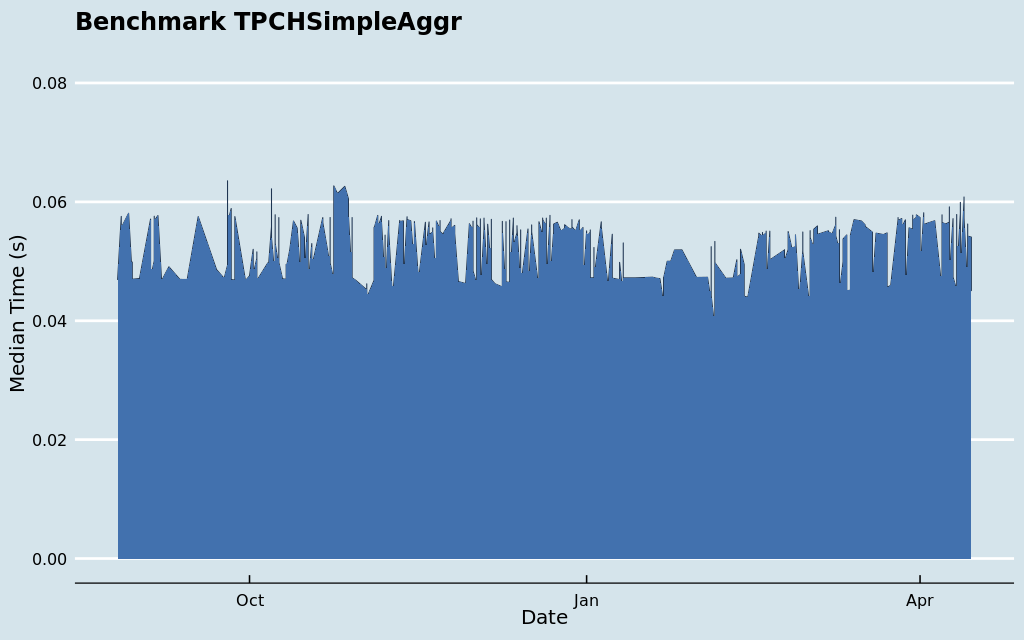 Benchmark TPCHSimpleAggr
0.08
0.06
0.04
0.02
0.00
Median Time (s)
Oct
Jan
Apr
Date